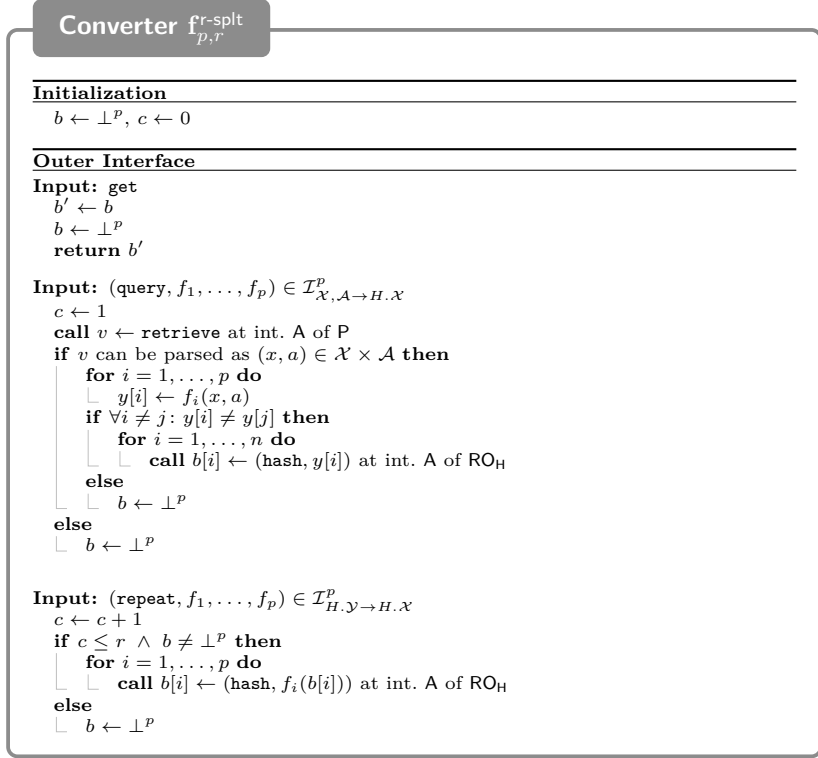 Converter f^{r-splt}_{p,r}
Initialization
b ← ⊥^p, c ← 0
Outer Interface
Input: get
b′ ← b
b ← ⊥^p
return b′
Input: (query, f_1, . . . , f_p) ∈ I^p_{X,A→H.X}
c ← 1
call v ← retrieve at int. A of P
if v can be parsed as (x, a) ∈ X × A then
for i = 1, . . . , p do
y[i] ← f_i(x, a)
if ∀i ≠ j: y[i] ≠ y[j] then
for i = 1, . . . , n do
call b[i] ← (hash, y[i]) at int. A of RO_H
else
b ← ⊥^p
else
b ← ⊥^p
Input: (repeat, f_1, . . . , f_p) ∈ I^p_{H.Y→H.X}
c ← c + 1
if c ≤ r ∧ b ≠ ⊥^p then
for i = 1, . . . , p do
call b[i] ← (hash, f_i(b[i])) at int. A of RO_H
else
b ← ⊥^p